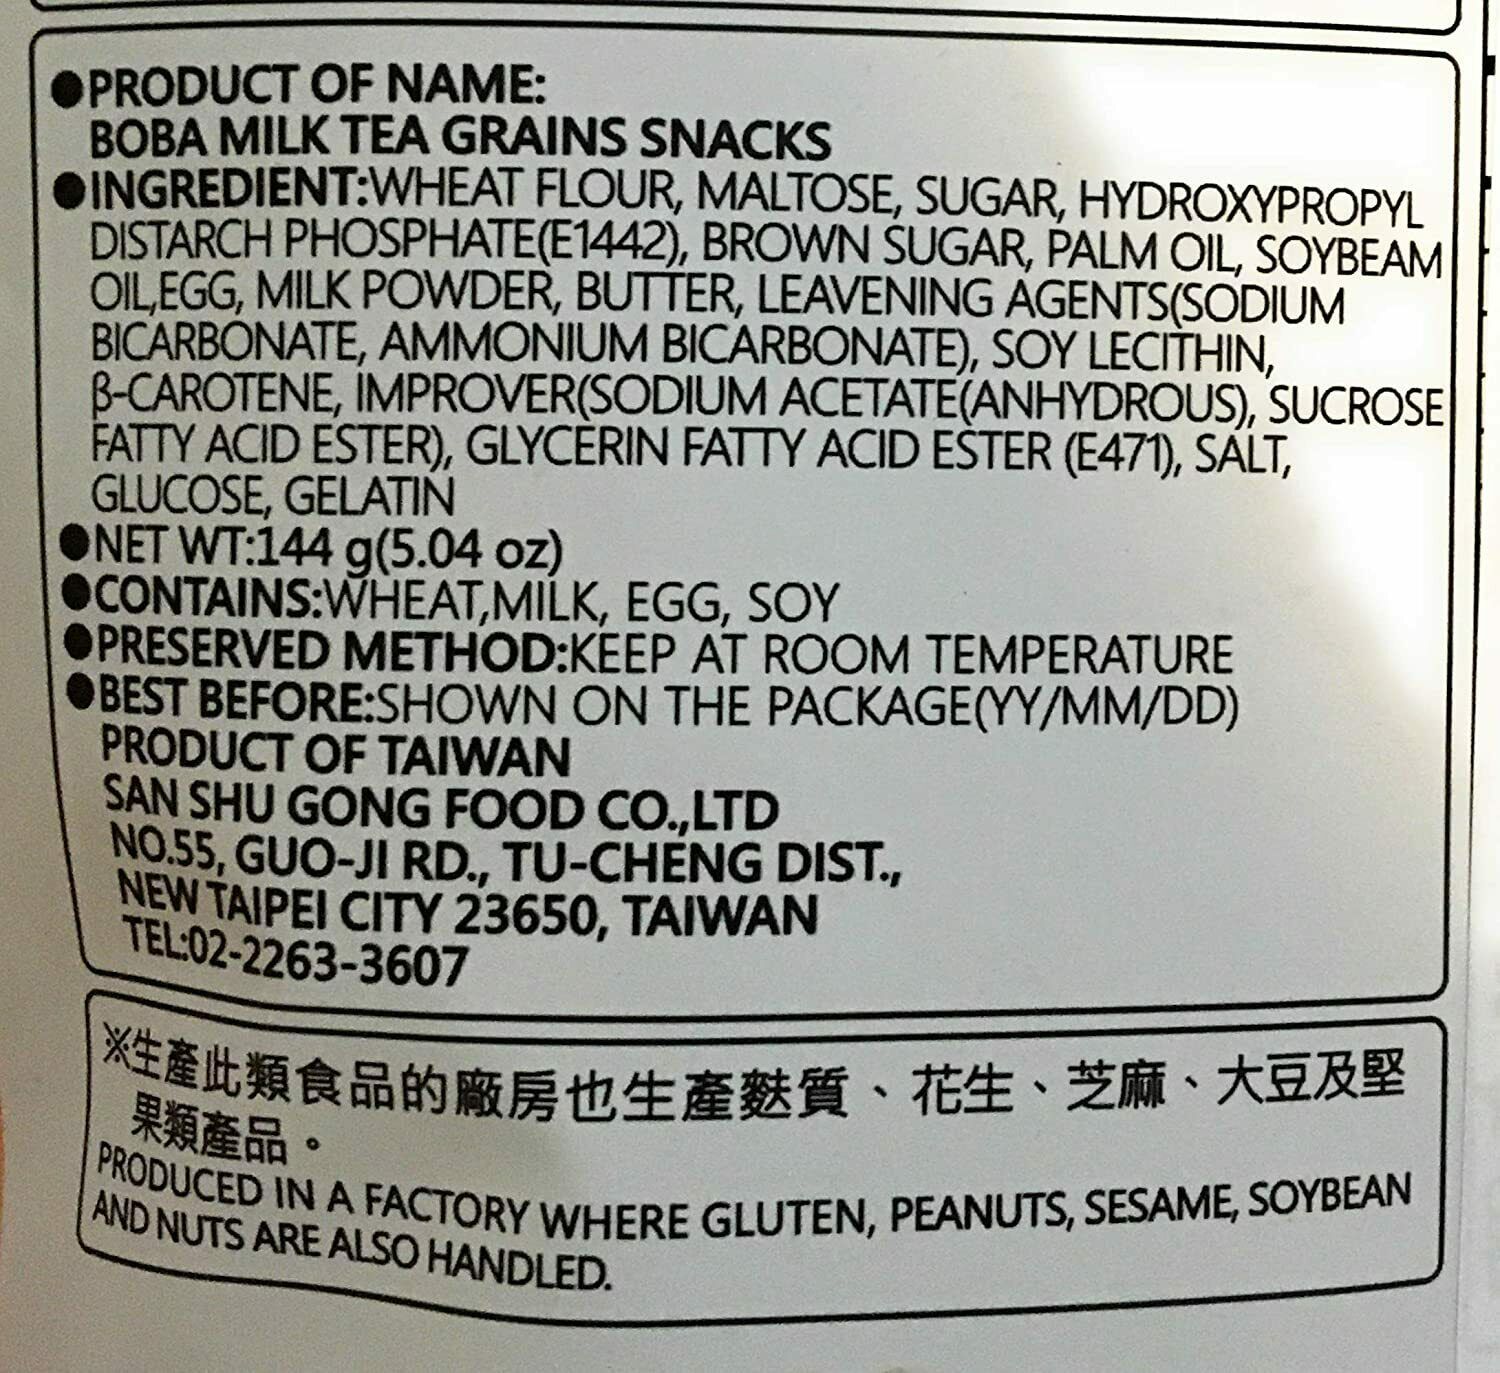 ●PRODUCT OF NAME:
BOBA MILK TEA GRAINS SNACKS
●INGREDIENT:WHEAT FLOUR, MALTOSE, SUGAR, HYDROXYPROPYL
DISTARCH PHOSPHATE(E1442), BROWN SUGAR, PALM OIL, SOYBEAM
OIL,EGG, MILK POWDER, BUTTER, LEAVENING AGENTS(SODIUM
BICARBONATE, AMMONIUM BICARBONATE), SOY LECITHIN,
β-CAROTENE, IMPROVER(SODIUM ACETATE(ANHYDROUS), SUCROSE
FATTY ACID ESTER), GLYCERIN FATTY ACID ESTER (E471), SALT,
GLUCOSE, GELATIN
●NET WT:144 g(5.04 oz)
●CONTAINS:WHEAT,MILK, EGG, SOY
●PRESERVED METHOD:KEEP AT ROOM TEMPERATURE
●BEST BEFORE:SHOWN ON THE PACKAGE(YY/MM/DD)
PRODUCT OF TAIWAN
SAN SHU GONG FOOD CO.,LTD
NO.55, GUO-JI RD., TU-CHENG DIST.,
NEW TAIPEI CITY 23650, TAIWAN
TEL:02-2263-3607
※生產此類食品的廠房也生產麩質、花生、芝麻、大豆及堅
果類產品。
PRODUCED IN A FACTORY WHERE GLUTEN, PEANUTS, SESAME, SOYBEAN
AND NUTS ARE ALSO HANDLED.